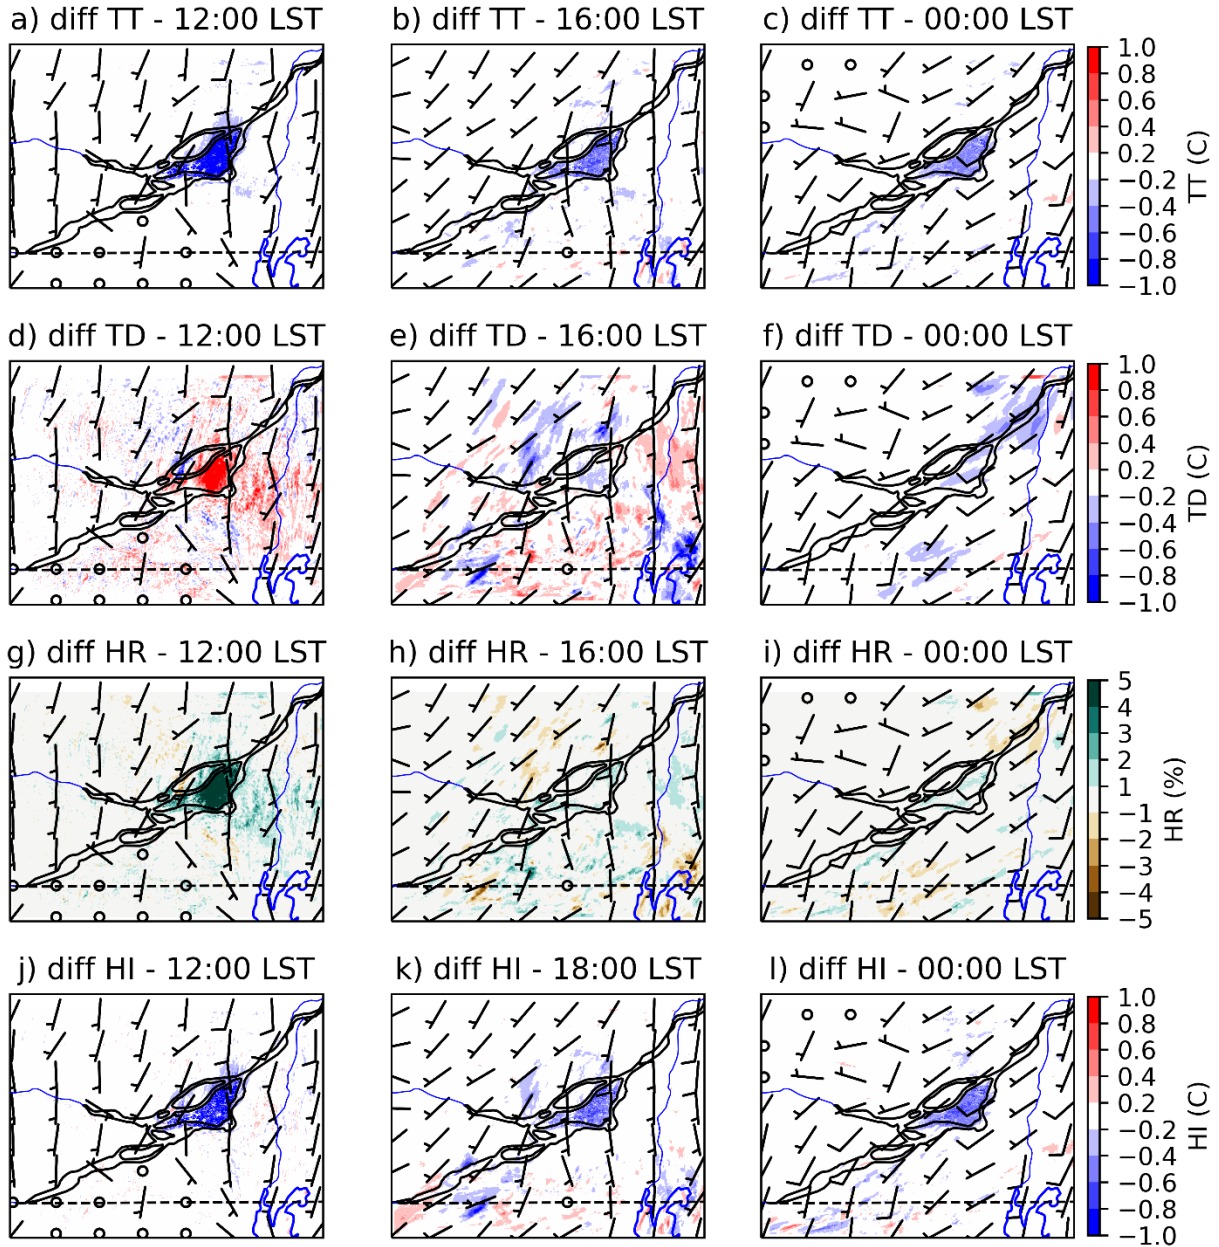 a) diff TT - 12:00 LST
b) diff TT - 16:00 LST
c) diff TT - 00:00 LST
1.0
0.8
0.6
0.4
0.2
−0.2
−0.4
−0.6
−0.8
−1.0
TT (C)
d) diff TD - 12:00 LST
e) diff TD - 16:00 LST
f) diff TD - 00:00 LST
1.0
0.8
0.6
0.4
0.2
−0.2
−0.4
−0.6
−0.8
−1.0
TD (C)
g) diff HR - 12:00 LST
h) diff HR - 16:00 LST
i) diff HR - 00:00 LST
5
4
3
2
1
−1
−2
−3
−4
−5
HR (%)
j) diff HI - 12:00 LST
k) diff HI - 18:00 LST
l) diff HI - 00:00 LST
1.0
0.8
0.6
0.4
0.2
−0.2
−0.4
−0.6
−0.8
−1.0
HI (C)